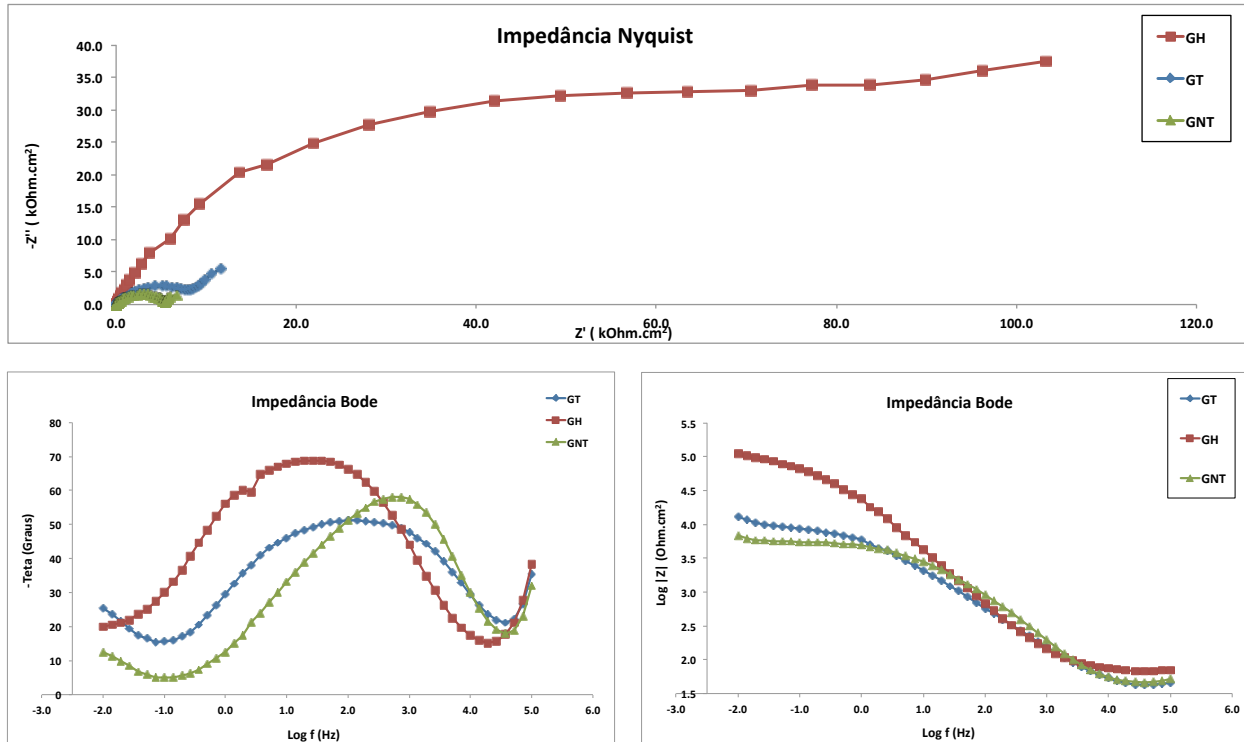 Impedância Nyquist
40.0
35.0
30.0
25.0
20.0
15.0
10.0
5.0
0.0
-Z'' ( kOhm.cm²)
0.0 20.0 40.0 60.0 80.0 100.0 120.0
Z' ( kOhm.cm²)
GH
GT
GNT
Impedância Bode
GT
GH
GNT
80
70
60
50
40
30
20
10
0
-Teta (Graus)
-3.0 -2.0 -1.0 0.0 1.0 2.0 3.0 4.0 5.0 6.0
Log f (Hz)
Impedância Bode
GT
GH
GNT
5.5
5.0
4.5
4.0
3.5
3.0
2.5
2.0
1.5
Log |Z| (Ohm.cm²)
-3.0 -2.0 -1.0 0.0 1.0 2.0 3.0 4.0 5.0 6.0
Log f (Hz)